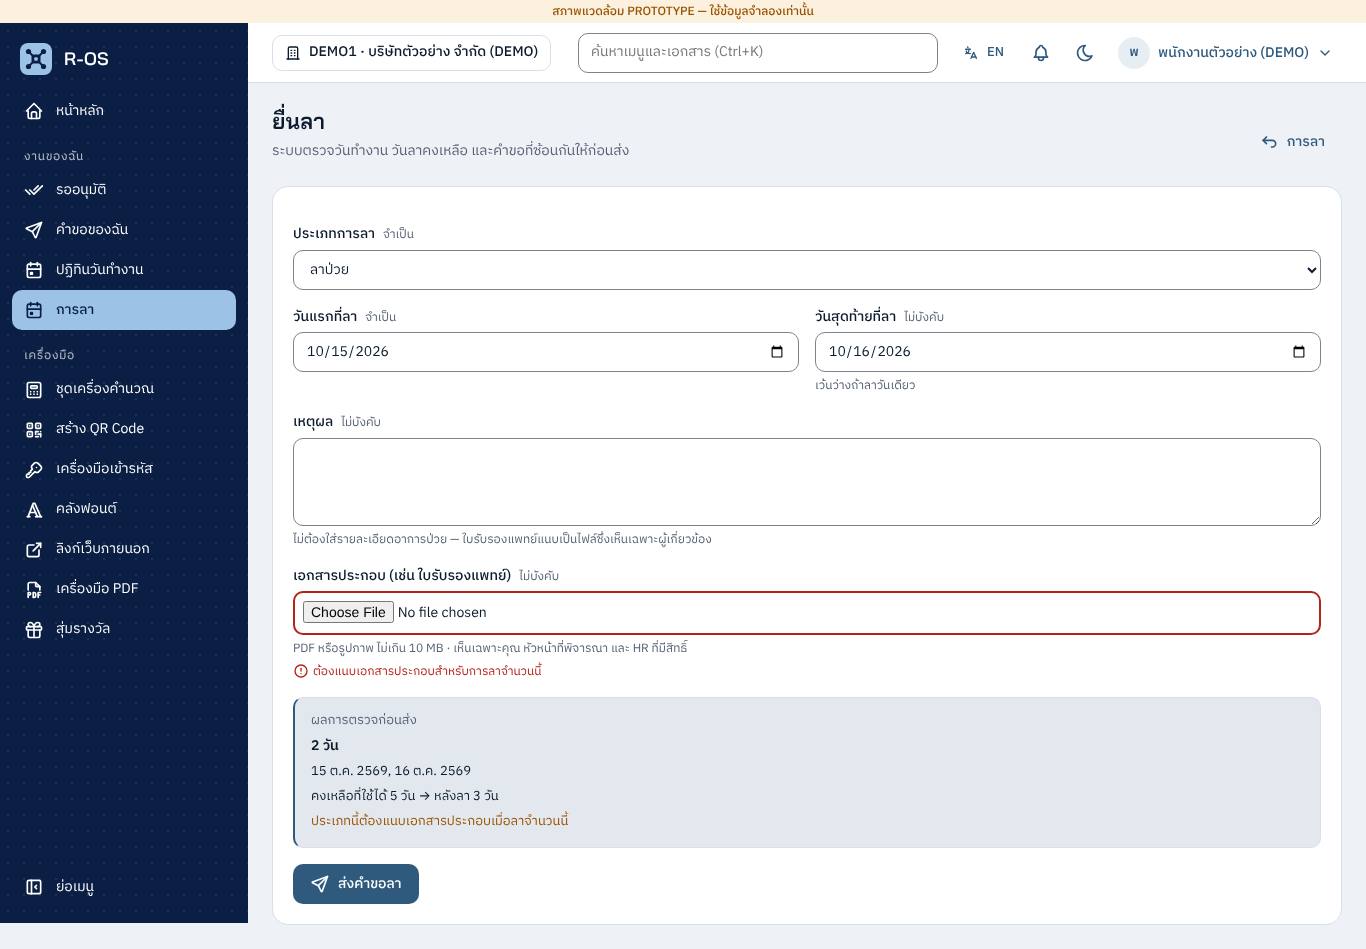 สภาพแวดล้อม PROTOTYPE — ใช้ข้อมูลจำลองเท่านั้น
R-OS
DEMO1 · บริษัทตัวอย่าง จำกัด (DEMO)
ค้นหาเมนูและเอกสาร (Ctrl+K)
EN
พ
พนักงานตัวอย่าง (DEMO)
หน้าหลัก
งานของฉัน
รออนุมัติ
คำขอของฉัน
ปฏิทินวันทำงาน
การลา
เครื่องมือ
ชุดเครื่องคำนวณ
สร้าง QR Code
เครื่องมือเข้ารหัส
คลังฟอนต์
ลิงก์เว็บภายนอก
เครื่องมือ PDF
สุ่มรางวัล
ย่อเมนู
ยื่นลา
ระบบตรวจวันทำงาน วันลาคงเหลือ และคำขอที่ซ้อนกันให้ก่อนส่ง
การลา
ประเภทการลา จำเป็น
ลาป่วย
วันแรกที่ลา จำเป็น
10/15/2026
วันสุดท้ายที่ลา ไม่บังคับ
10/16/2026
เว้นว่างถ้าลาวันเดียว
เหตุผล ไม่บังคับ
ไม่ต้องใส่รายละเอียดอาการป่วย — ใบรับรองแพทย์แนบเป็นไฟล์ซึ่งเห็นเฉพาะผู้เกี่ยวข้อง
เอกสารประกอบ (เช่น ใบรับรองแพทย์) ไม่บังคับ
Choose File No file chosen
PDF หรือรูปภาพ ไม่เกิน 10 MB · เห็นเฉพาะคุณ หัวหน้าที่พิจารณา และ HR ที่มีสิทธิ์
ต้องแนบเอกสารประกอบสำหรับการลาจำนวนนี้
ผลการตรวจก่อนส่ง
2 วัน
15 ต.ค. 2569, 16 ต.ค. 2569
คงเหลือที่ใช้ได้ 5 วัน → หลังลา 3 วัน
ประเภทนี้ต้องแนบเอกสารประกอบเมื่อลาจำนวนนี้
ส่งคำขอลา